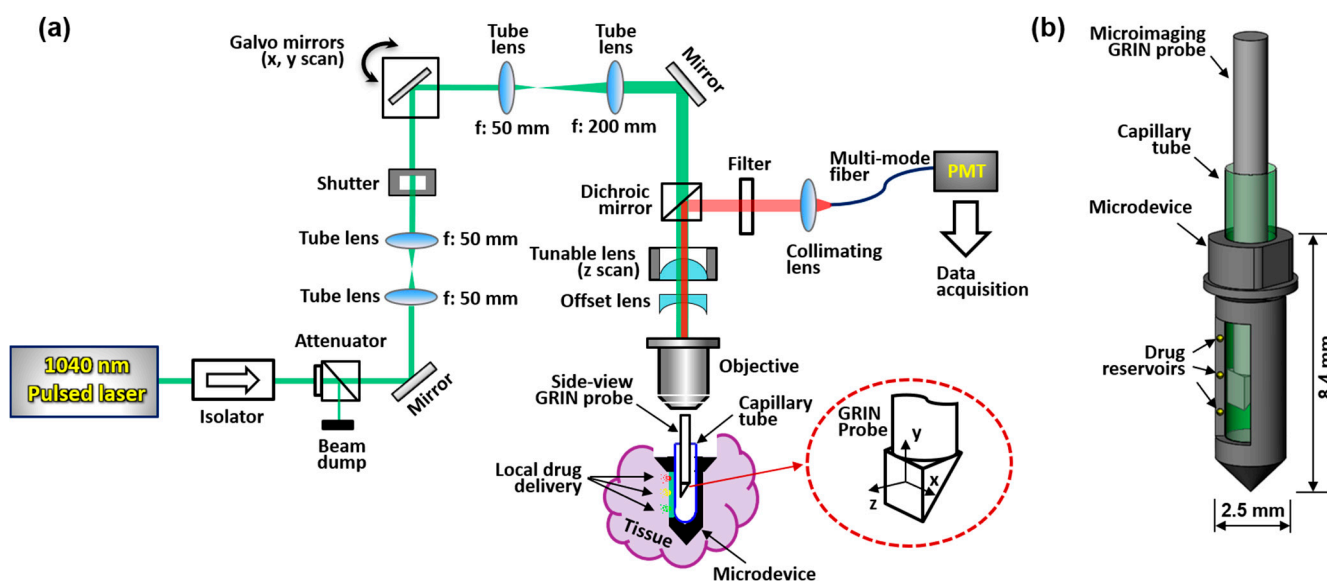 (a)
Galvo mirrors
(x, y scan)
Tube
lens
f: 50 mm
Tube
lens
f: 200 mm
Mirror
Shutter
Tube lens
f: 50 mm
Tube lens
f: 50 mm
Attenuator
1040 nm
Pulsed laser
Isolator
Beam
dump
Mirror
Dichroic
mirror
Filter
Multi-mode
fiber
PMT
Collimating
lens
Data
acquisition
Tunable lens
(z scan)
Offset lens
Objective
Side-view
GRIN probe
Capillary
tube
Local drug
delivery
Tissue
Microdevice
GRIN
Probe
y
x
z
(b)
Microimaging
GRIN probe
Capillary
tube
Microdevice
Drug
reservoirs
8.4 mm
2.5 mm